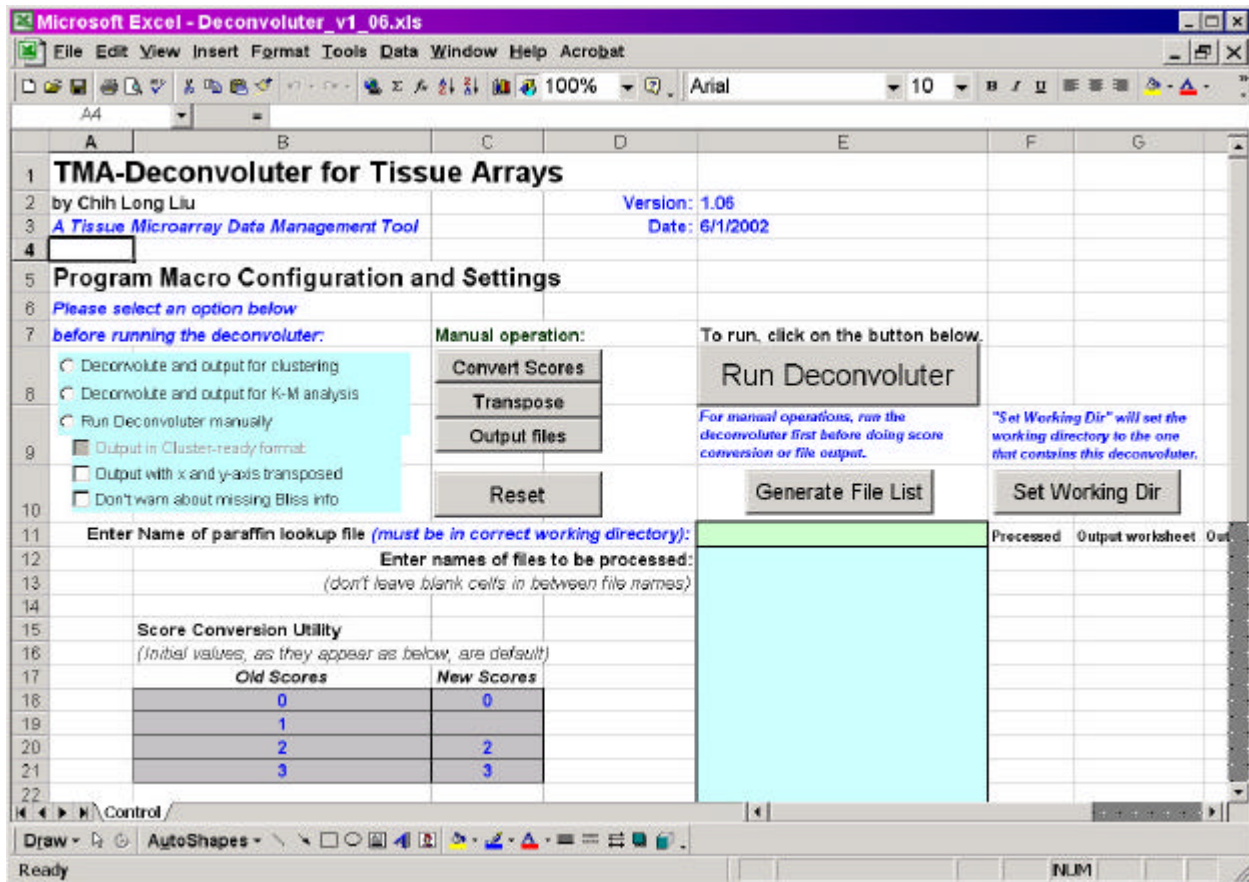 Microsoft Excel - Deconvoluter_v1_06.xls
File Edit View Insert Format Tools Data Window Help Acrobat
100% Arial 10 B I U
A4 =
A B C D E F G
1 TMA-Deconvoluter for Tissue Arrays
2 by Chih Long Liu Version: 1.06
3 A Tissue Microarray Data Management Tool Date: 6/1/2002
4
5 Program Macro Configuration and Settings
6 Please select an option below
7 before running the deconvoluter: Manual operation: To run, click on the button below.
Deconvolute and output for clustering Convert Scores Run Deconvoluter
8 Deconvolute and output for K-M analysis Transpose
Run Deconvoluter manually Output files For manual operations, run the deconvoluter first before doing score conversion or file output. "Set Working Dir" will set the working directory to the one that contains this deconvoluter.
9 Output in Cluster-ready format
Output with x and y-axis transposed
10 Don't warn about missing Bliss info Reset Generate File List Set Working Dir
11 Enter Name of paraffin lookup file (must be in correct working directory): Processed Output worksheet Out
12 Enter names of files to be processed:
13 (don't leave blank cells in between file names)
14
15 Score Conversion Utility
16 (Initial values, as they appear as below, are default)
17 Old Scores New Scores
18 0 0
19 1
20 2 2
21 3 3
22
Control
Draw AutoShapes
Ready NUM